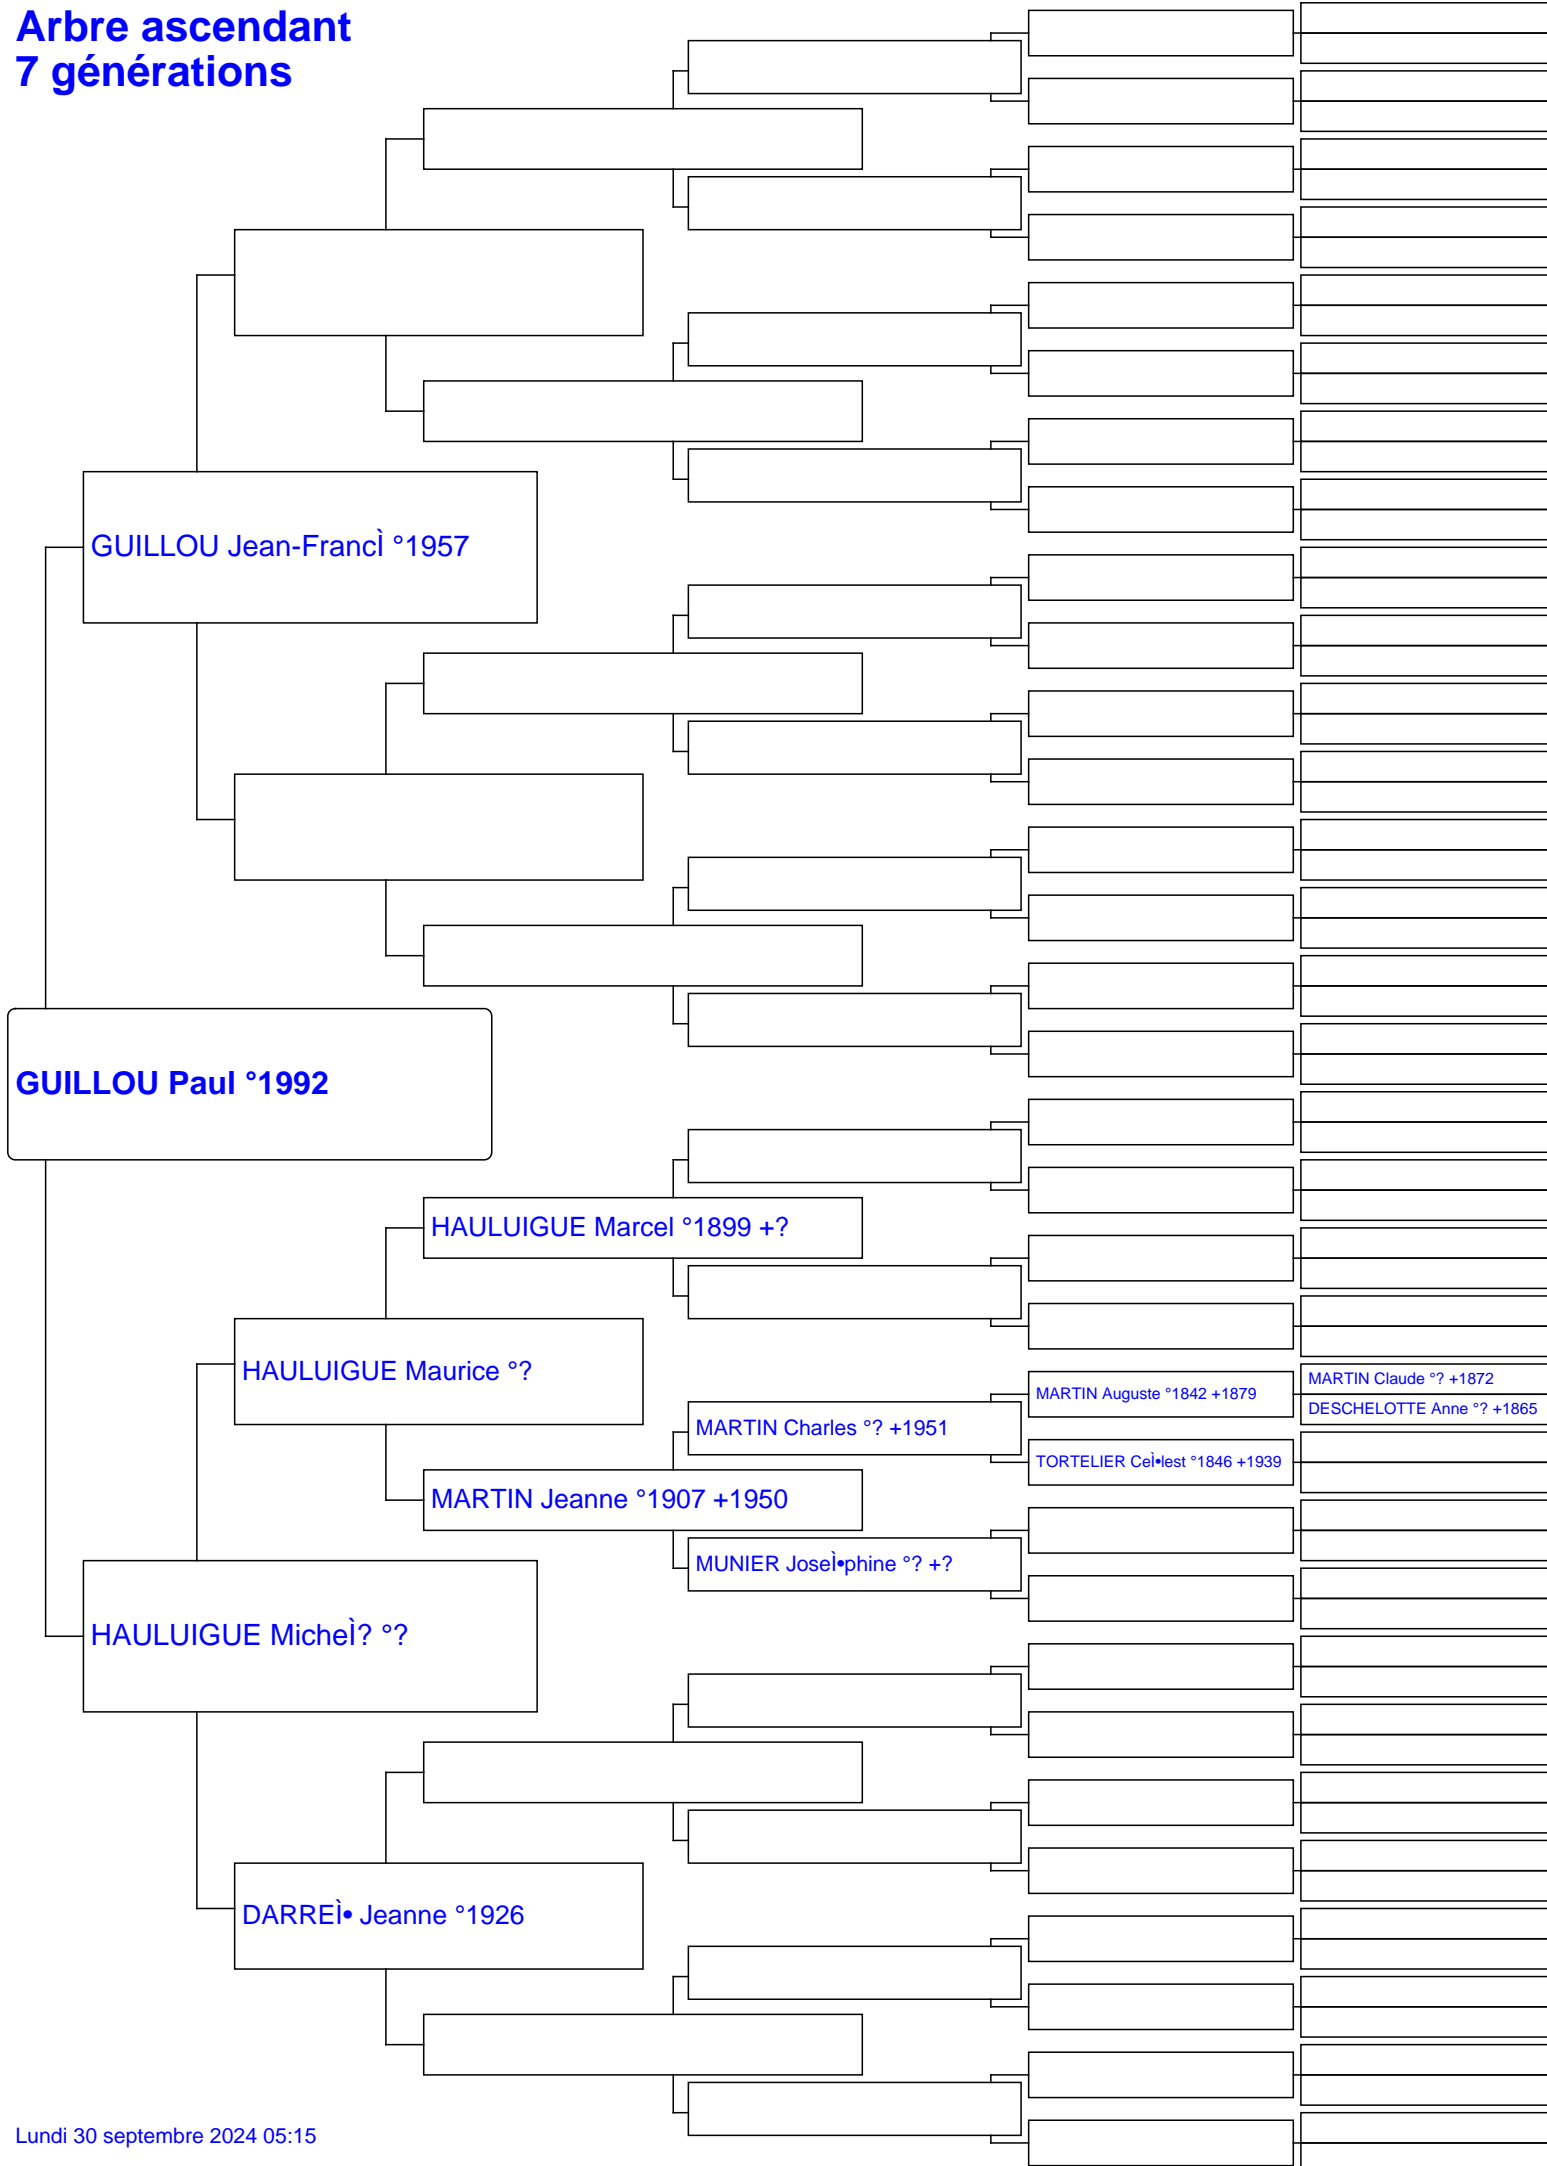 Arbre ascendant
7 générations
GUILLOU Jean-FrancÌ °1957
GUILLOU Paul °1992
HAULUIGUE Marcel °1899 +?
HAULUIGUE Maurice °?
MARTIN Auguste °1842 +1879
MARTIN Claude °? +1872
DESCHELOTTE Anne °? +1865
MARTIN Charles °? +1951
TORTELIER CeÌ•lest °1846 +1939
MARTIN Jeanne °1907 +1950
MUNIER JoseÌ•phine °? +?
HAULUIGUE MicheÌ? °?
DARREÌ• Jeanne °1926
Lundi 30 septembre 2024 05:15